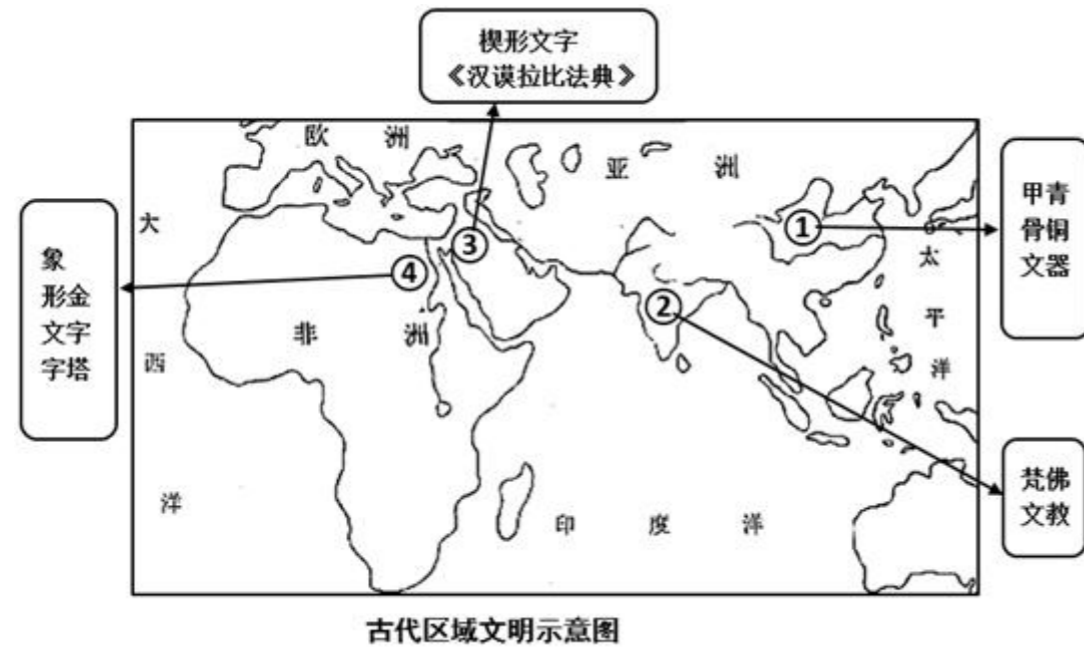 楔形文字
《汉谟拉比法典》
欧洲
亚洲
大西洋
非洲
印度洋
太平洋
①
②
③
④
甲青
骨铜
文器
象
形金
文字
字塔
梵佛
文教
古代区域文明示意图